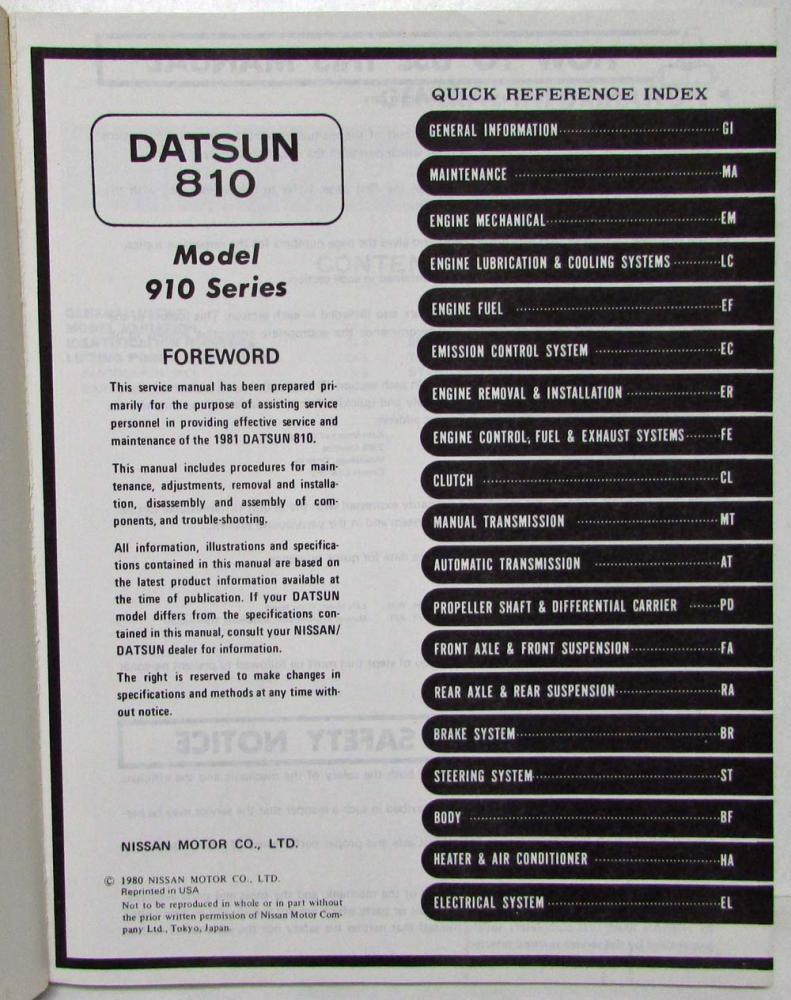 DATSUN
810
Model
910 Series
FOREWORD
This service manual has been prepared pri-
marily for the purpose of assisting service
personnel in providing effective service and
maintenance of the 1981 DATSUN 810.
This manual includes procedures for main-
tenance, adjustments, removal and installa-
tion, disassembly and assembly of com-
ponents, and trouble-shooting.
All information, illustrations and specifica-
tions contained in this manual are based on
the latest product information available at
the time of publication. If your DATSUN
model differs from the specifications con-
tained in this manual, consult your NISSAN/
DATSUN dealer for information.
The right is reserved to make changes in
specifications and methods at any time with-
out notice.
NISSAN MOTOR CO., LTD.
© 1980 NISSAN MOTOR CO., LTD.
Reprinted in USA
Not to be reproduced in whole or in part without
the prior written permission of Nissan Motor Com-
pany Ltd., Tokyo, Japan.
QUICK REFERENCE INDEX
GENERAL INFORMATION GI
MAINTENANCE MA
ENGINE MECHANICAL EM
ENGINE LUBRICATION & COOLING SYSTEMS LC
ENGINE FUEL EF
EMISSION CONTROL SYSTEM EC
ENGINE REMOVAL & INSTALLATION ER
ENGINE CONTROL, FUEL & EXHAUST SYSTEMS FE
CLUTCH CL
MANUAL TRANSMISSION MT
AUTOMATIC TRANSMISSION AT
PROPELLER SHAFT & DIFFERENTIAL CARRIER PD
FRONT AXLE & FRONT SUSPENSION FA
REAR AXLE & REAR SUSPENSION RA
BRAKE SYSTEM BR
STEERING SYSTEM ST
BODY BF
HEATER & AIR CONDITIONER HA
ELECTRICAL SYSTEM EL